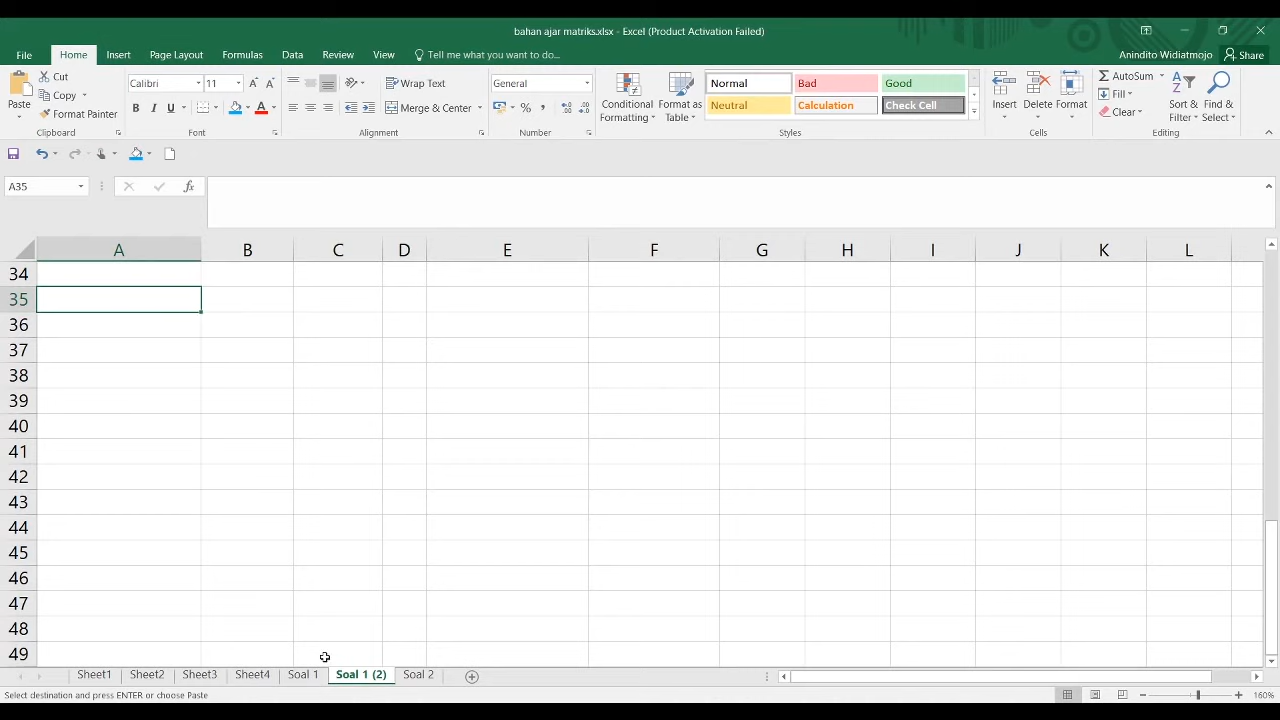 bahan ajar matriks.xlsx - Excel (Product Activation Failed)
File Home Insert Page Layout Formulas Data Review View Tell me what you want to do... Anindito Widiatmojo Share
Paste Cut Copy Format Painter
Clipboard
Calibri 11
B I U A
Font
Wrap Text
Merge & Center
Alignment
General
% ,
Number
Conditional Formatting
Format as Table
Normal Bad Good
Neutral Calculation Check Cell
Styles
Insert Delete Format
Cells
AutoSum
Fill
Clear
Sort & Filter
Find & Select
Editing
A35 fx
A B C D E F G H I J K L
34
35
36
37
38
39
40
41
42
43
44
45
46
47
48
49
Sheet1 Sheet2 Sheet3 Sheet4 Soal 1 Soal 1 (2) Soal 2
Select destination and press ENTER or choose Paste 160%